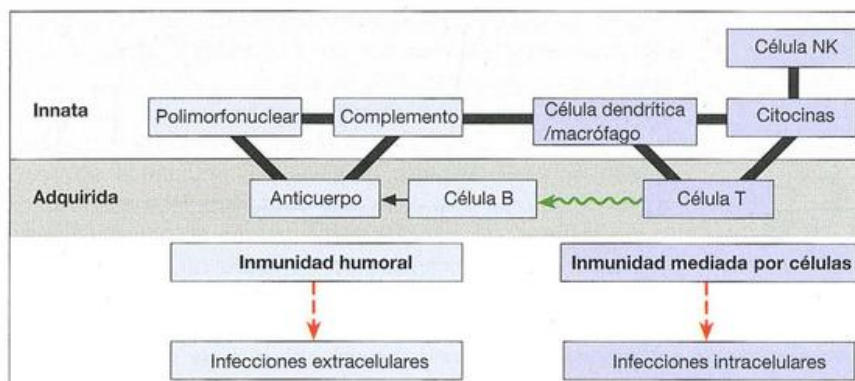 Célula NK
Innata
Polimorfonuclear
Complemento
Célula dendrítica
/macrófago
Citocinas
Adquirida
Anticuerpo
Célula B
Célula T
Inmunidad humoral
Inmunidad mediada por células
Infecciones extracelulares
Infecciones intracelulares